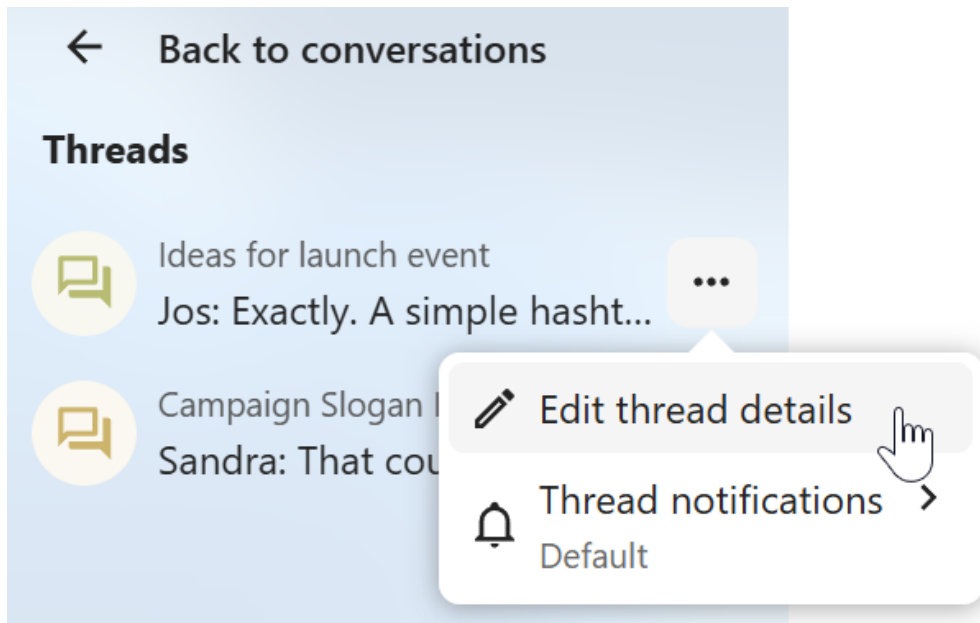 Back to conversations
Threads
Ideas for launch event
Jos: Exactly. A simple hasht...
Campaign Slogan
Sandra: That
Edit thread details
Thread notifications
Default